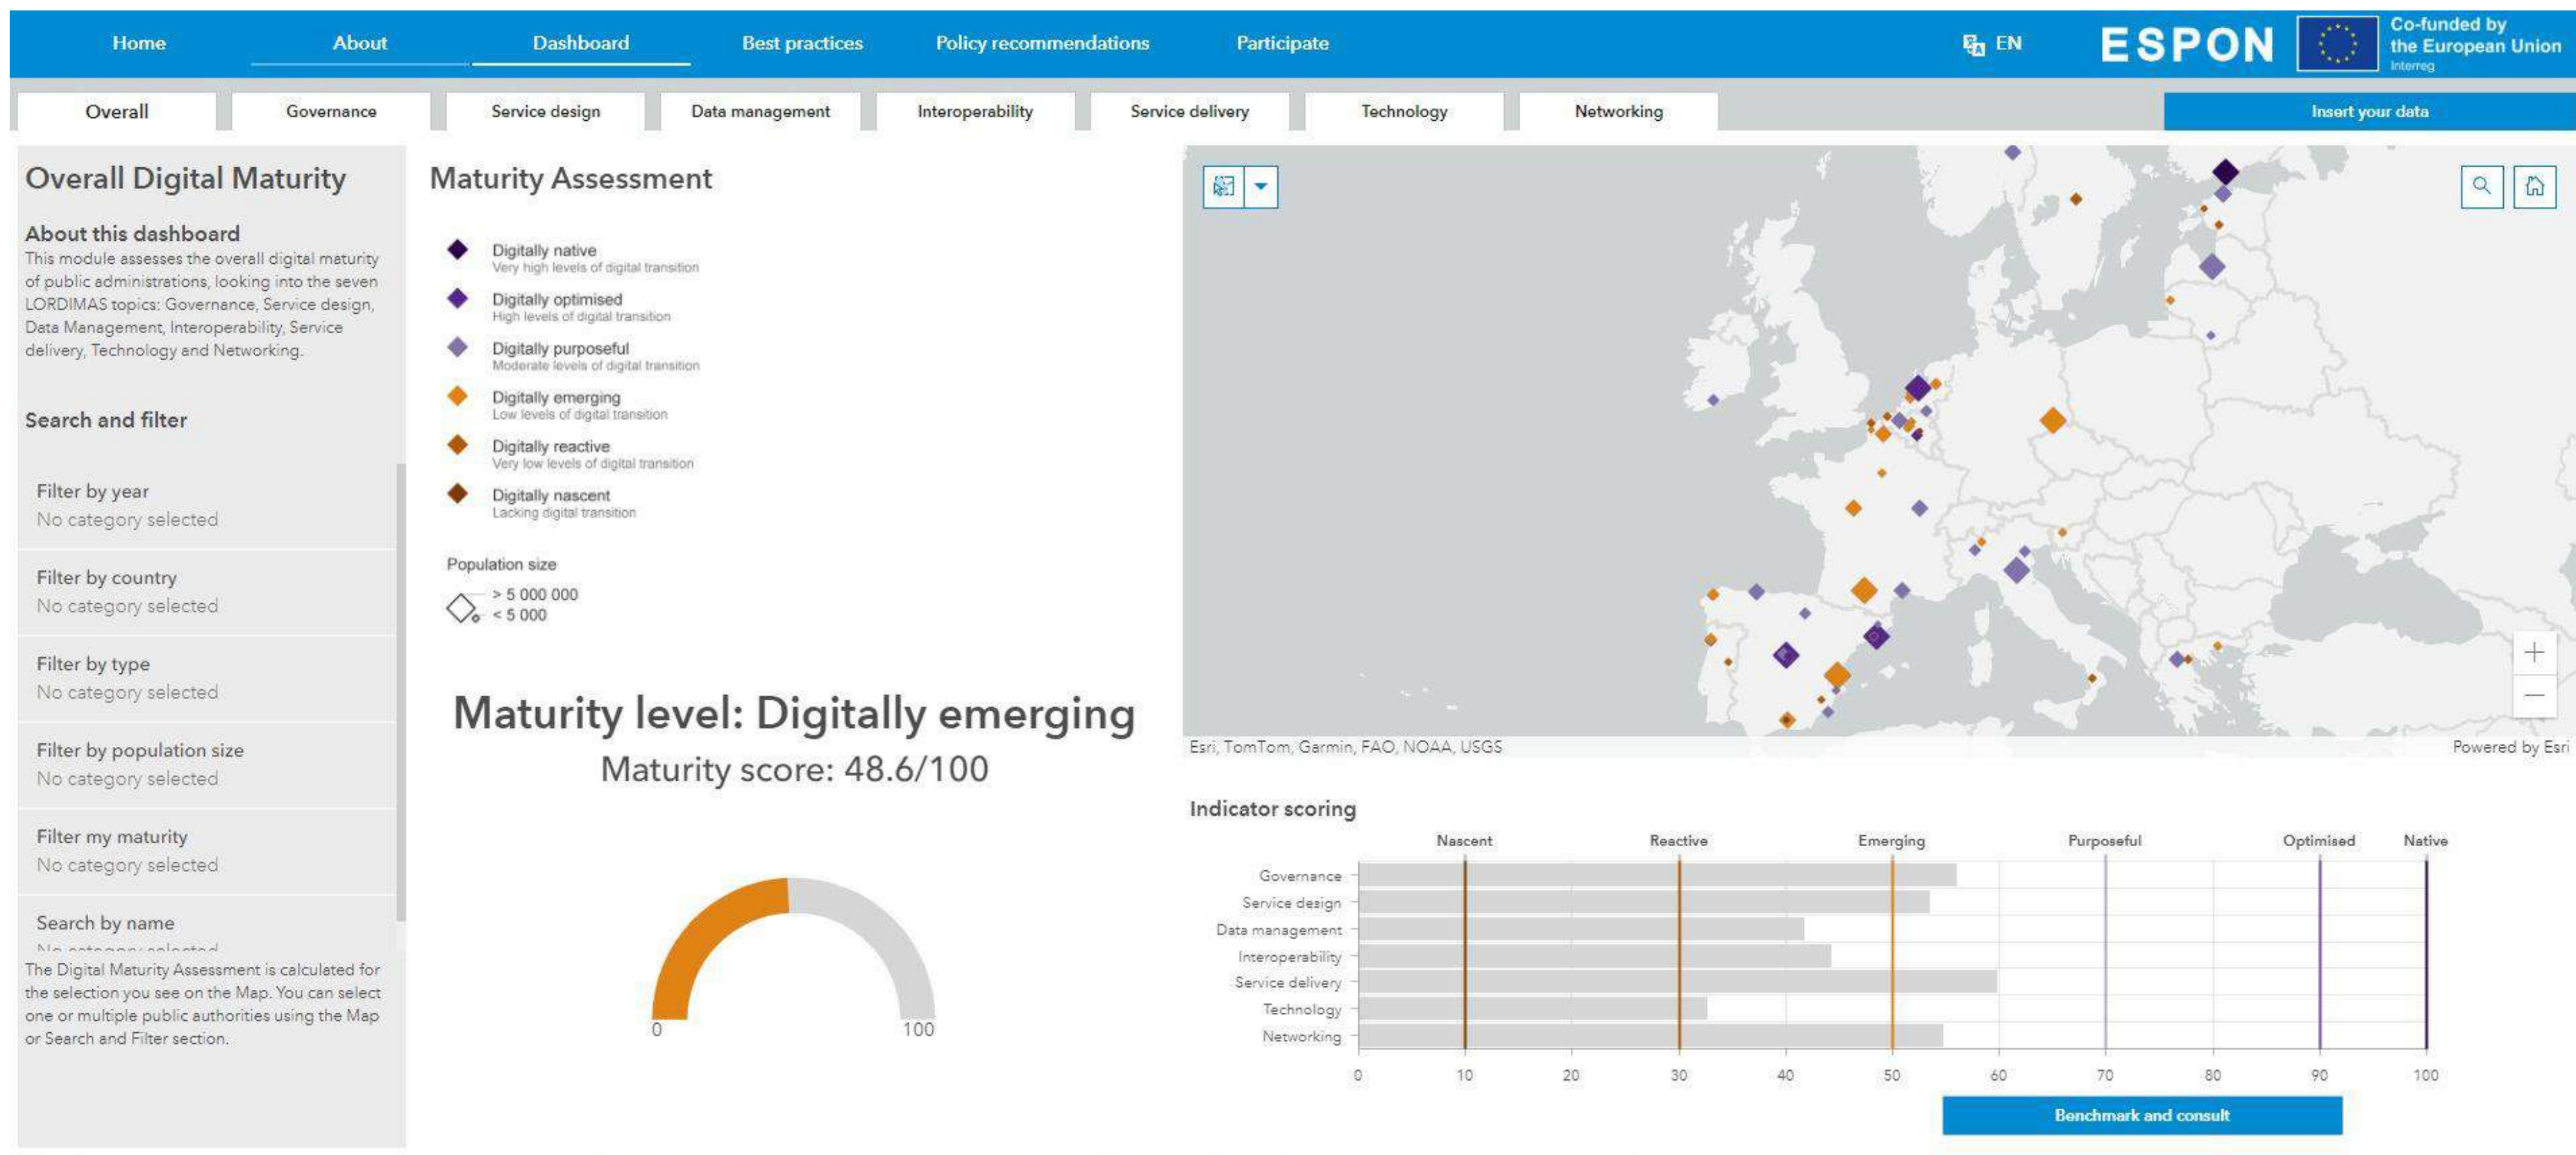 Home
About
Dashboard
Best practices
Policy recommendations
Participate
EN
ESPON
Co-funded by
the European Union
Interreg
Overall
Governance
Service design
Data management
Interoperability
Service delivery
Technology
Networking
Insert your data
Overall Digital Maturity
About this dashboard
This module assesses the overall digital maturity
of public administrations, looking into the seven
LORDIMAS topics: Governance, Service design,
Data Management, Interoperability, Service
delivery, Technology and Networking.
Search and filter
Filter by year
No category selected
Filter by country
No category selected
Filter by type
No category selected
Filter by population size
No category selected
Filter my maturity
No category selected
Search by name
No category selected
The Digital Maturity Assessment is calculated for
the selection you see on the Map. You can select
one or multiple public authorities using the Map
or Search and Filter section.
Maturity Assessment
Digitally native
Very high levels of digital transition
Digitally optimised
High levels of digital transition
Digitally purposeful
Moderate levels of digital transition
Digitally emerging
Low levels of digital transition
Digitally reactive
Very low levels of digital transition
Digitally nascent
Lacking digital transition
Population size
> 5 000 000
< 5 000
Maturity level: Digitally emerging
Maturity score: 48.6/100
0
100
Esri, TomTom, Garmin, FAO, NOAA, USGS
Powered by Esri
Indicator scoring
Nascent
Reactive
Emerging
Purposeful
Optimised
Native
Governance
Service design
Data management
Interoperability
Service delivery
Technology
Networking
0
10
20
30
40
50
60
70
80
90
100
Benchmark and consult